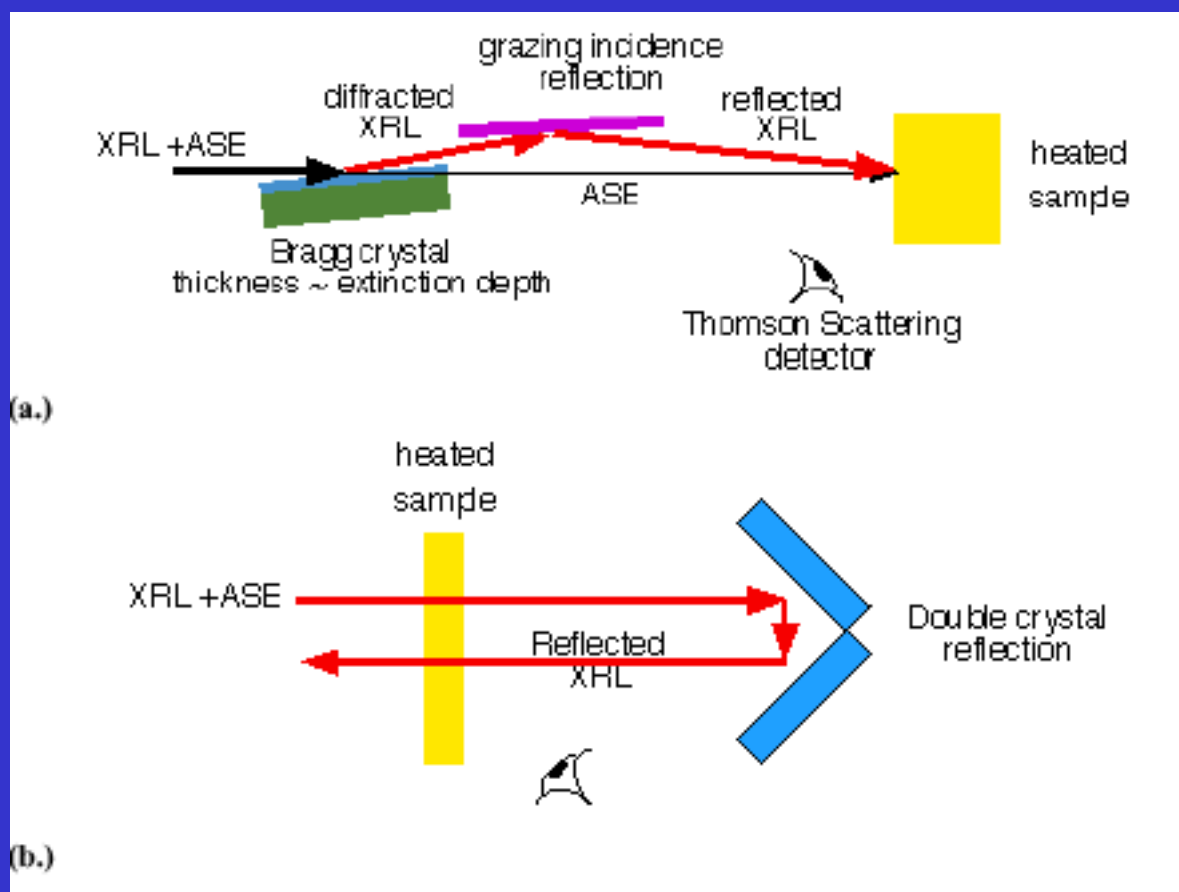 grazing incidence
reflection
diffracted
XRL
reflected
XRL
XRL +ASE
heated
sample
ASE
Bragg crystal
thickness ~ extinction depth
Thomson Scattering
detector
(a.)
heated
sample
XRL +ASE
Reflected
XRL
Double crystal
reflection
(b.)